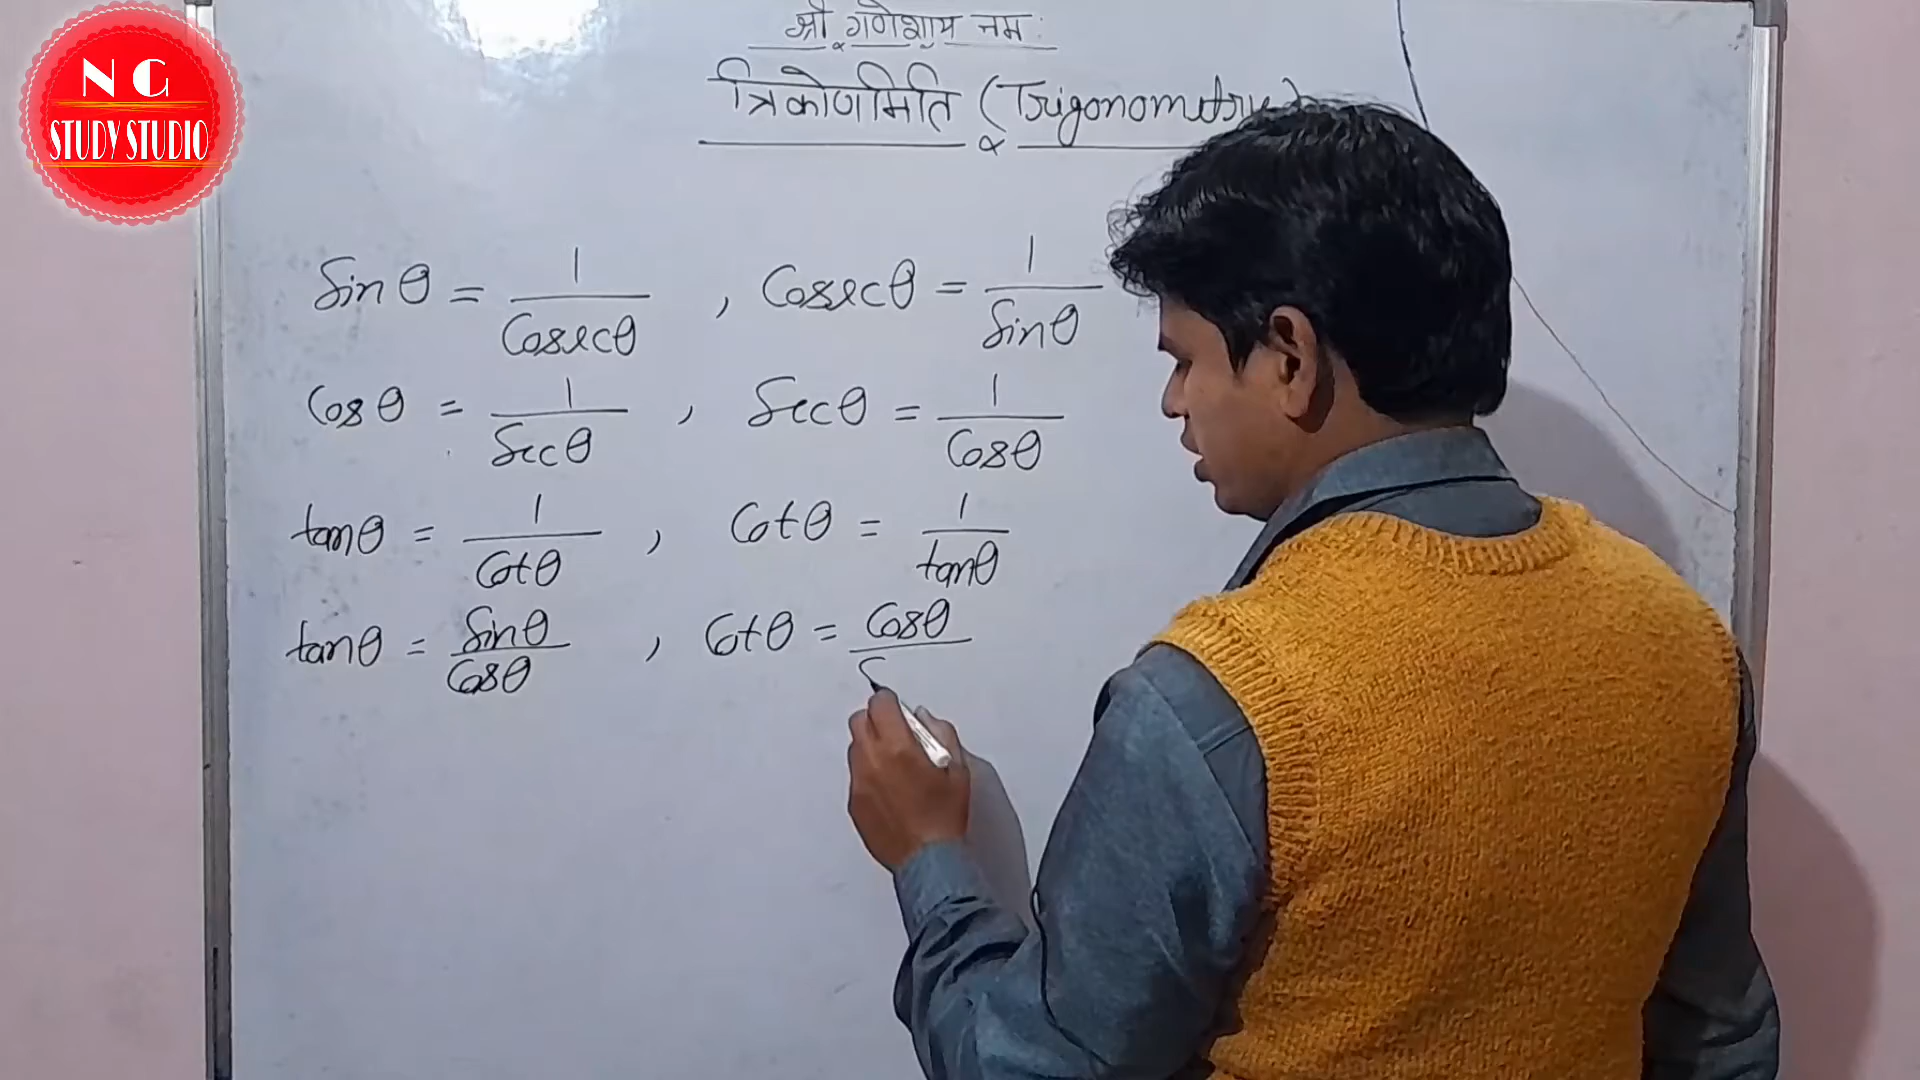 N G
STUDY STUDIO
श्री गणेशाय नम:
त्रिकोणमिति (Trigonometry)
Sinθ = 1/Cosecθ , Cosecθ = 1/Sinθ
Cosθ = 1/Secθ , Secθ = 1/Cosθ
tanθ = 1/Cotθ , Cotθ = 1/tanθ
tanθ = Sinθ/Cosθ , Cotθ = Cosθ/S